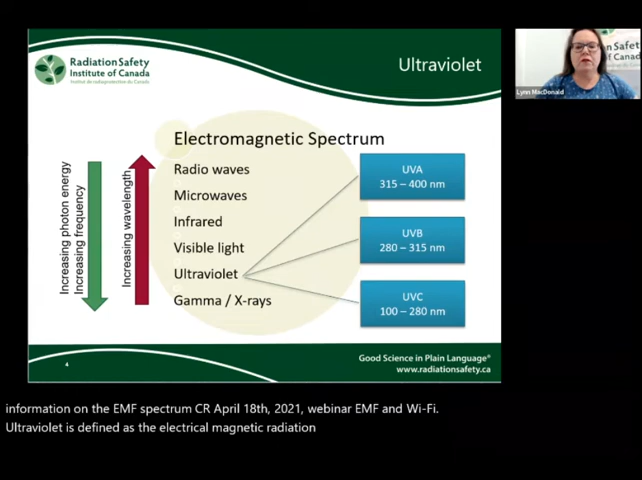 Radiation Safety
Institute of Canada
Institut de radioprotection du Canada
Ultraviolet
Electromagnetic Spectrum
Increasing photon energy
Increasing frequency
Increasing wavelength
Radio waves
Microwaves
Infrared
Visible light
Ultraviolet
Gamma / X-rays
UVA
315 – 400 nm
UVB
280 – 315 nm
UVC
100 – 280 nm
4
Good Science in Plain Language®
www.radiationsafety.ca
Lynn MacDonald
information on the EMF spectrum CR April 18th, 2021, webinar EMF and Wi-Fi.
Ultraviolet is defined as the electrical magnetic radiation